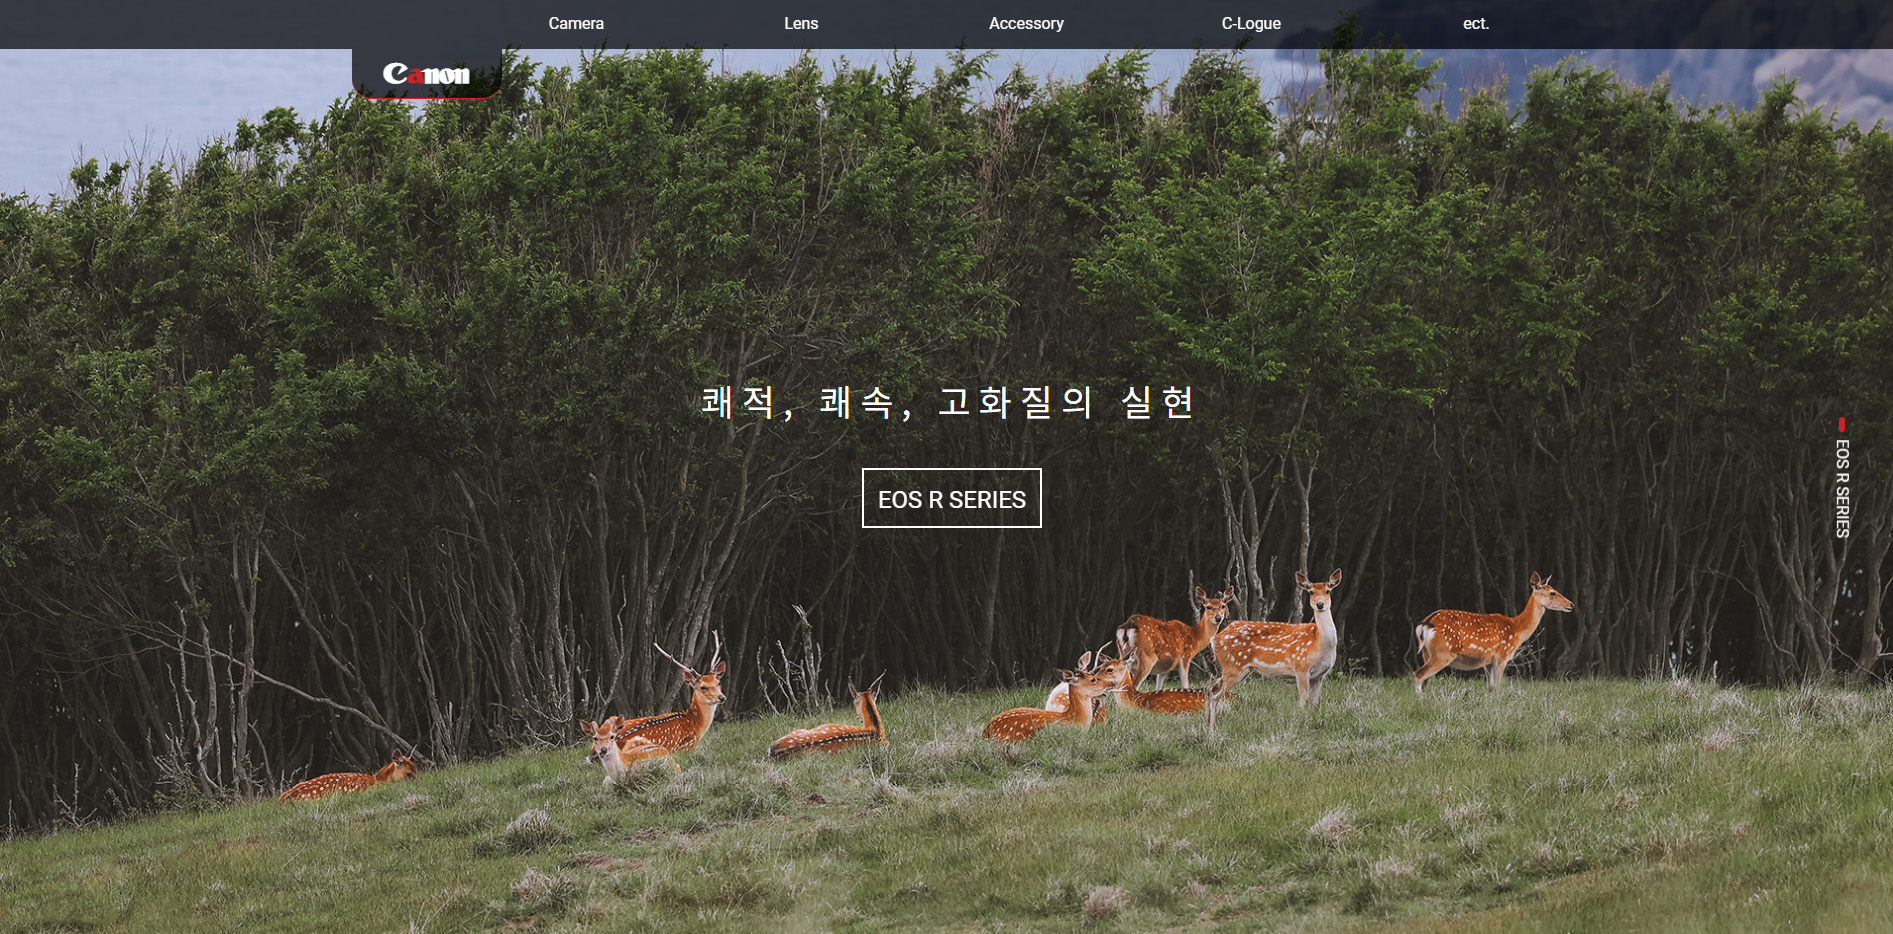 Camera Lens Accessory C-Logue ect.
Canon
쾌적, 쾌속, 고화질의 실현
EOS R SERIES
EOS R SERIES